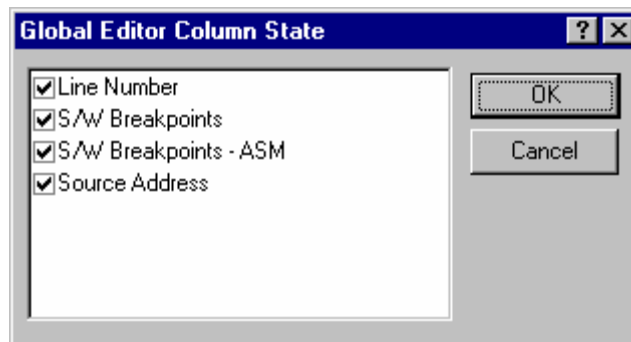 Global Editor Column State
Line Number
S/W Breakpoints
S/W Breakpoints - ASM
Source Address
OK
Cancel